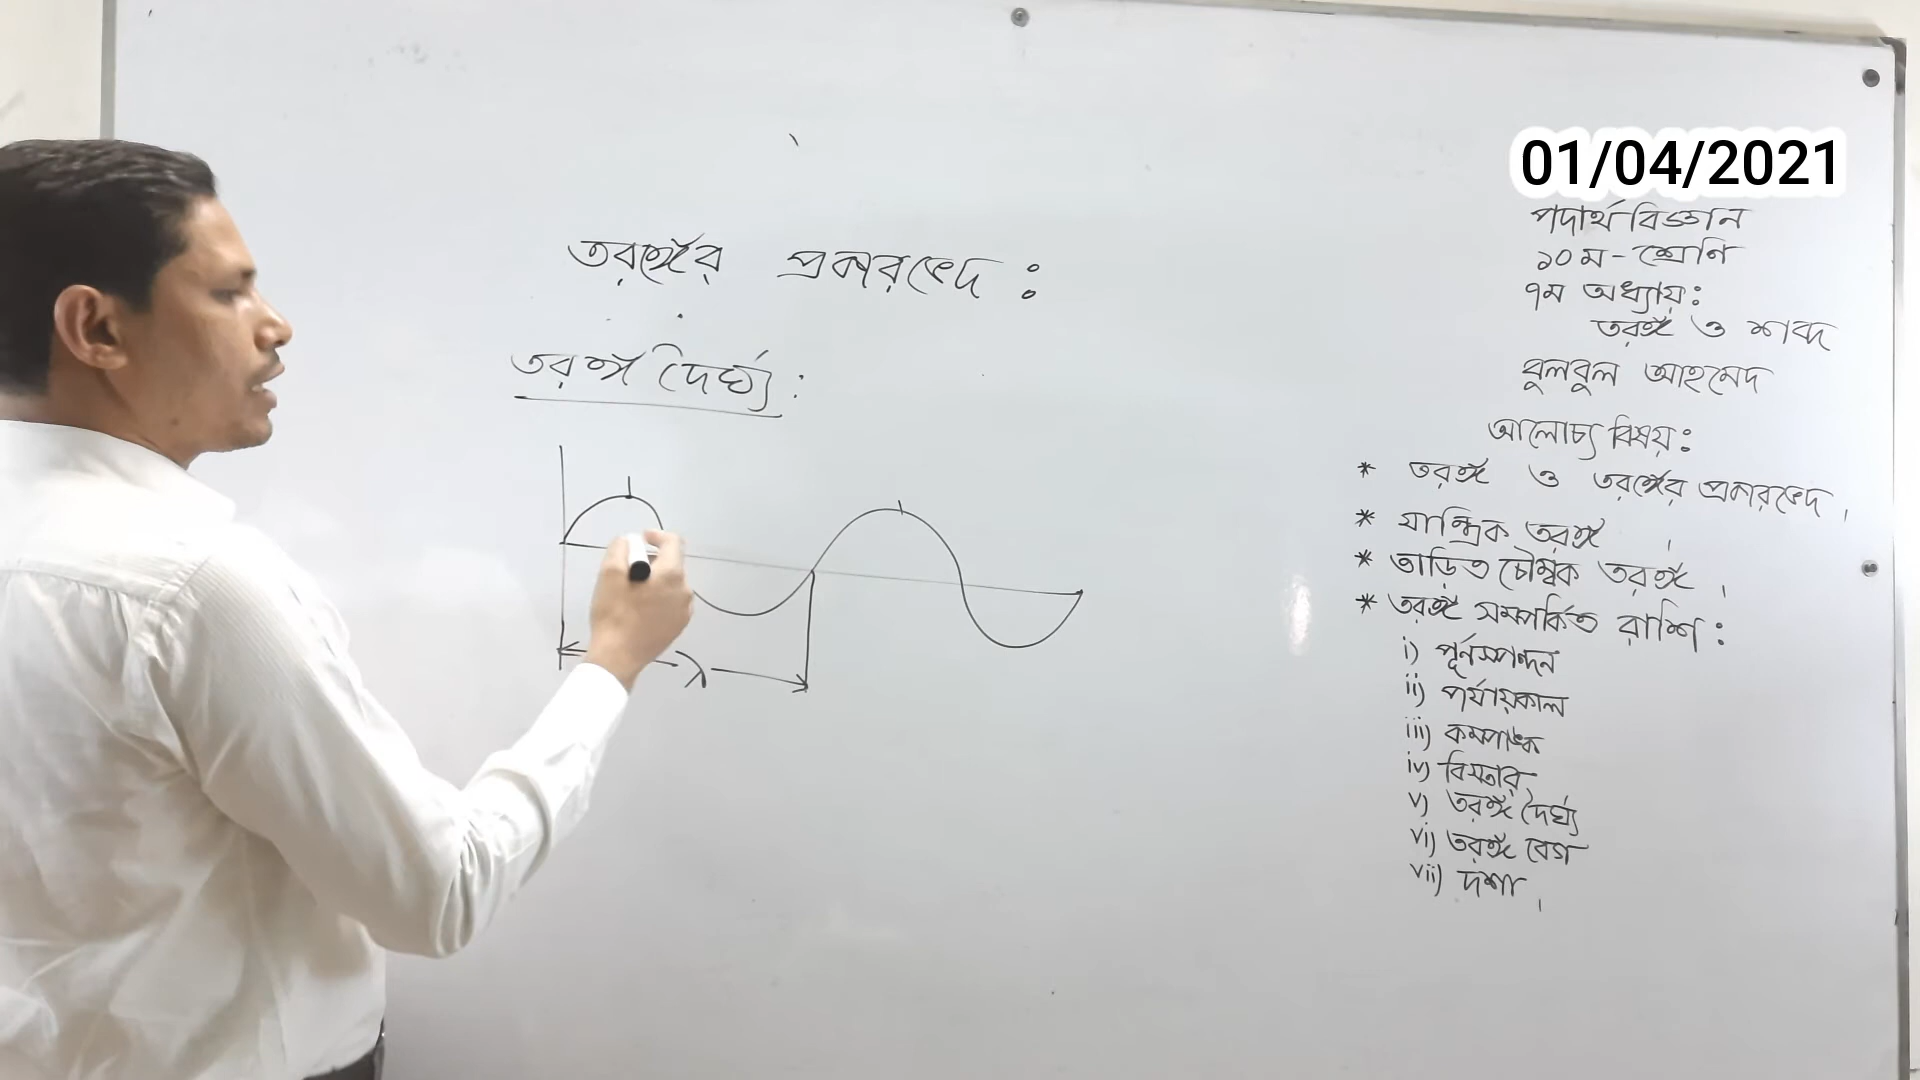 তরঙ্গের প্রকারভেদ :
তরঙ্গ দৈর্ঘ্য :
λ
01/04/2021
পদার্থবিজ্ঞান
১০ম - শ্রেণি
৭ম অধ্যায়:
তরঙ্গ ও শব্দ
বুলবুল আহমেদ
আলোচ্য বিষয়:
* তরঙ্গ ও তরঙ্গের প্রকারভেদ।
* যান্ত্রিক তরঙ্গ।
* তাড়িত চৌম্বক তরঙ্গ।
* তরঙ্গ সম্পর্কিত রাশি :
i) পূর্নস্পন্দন
ii) পর্যায়কাল
iii) কম্পাঙ্ক
iv) বিস্তার
v) তরঙ্গ দৈর্ঘ্য
vi) তরঙ্গ বেগ
vii) দশা।